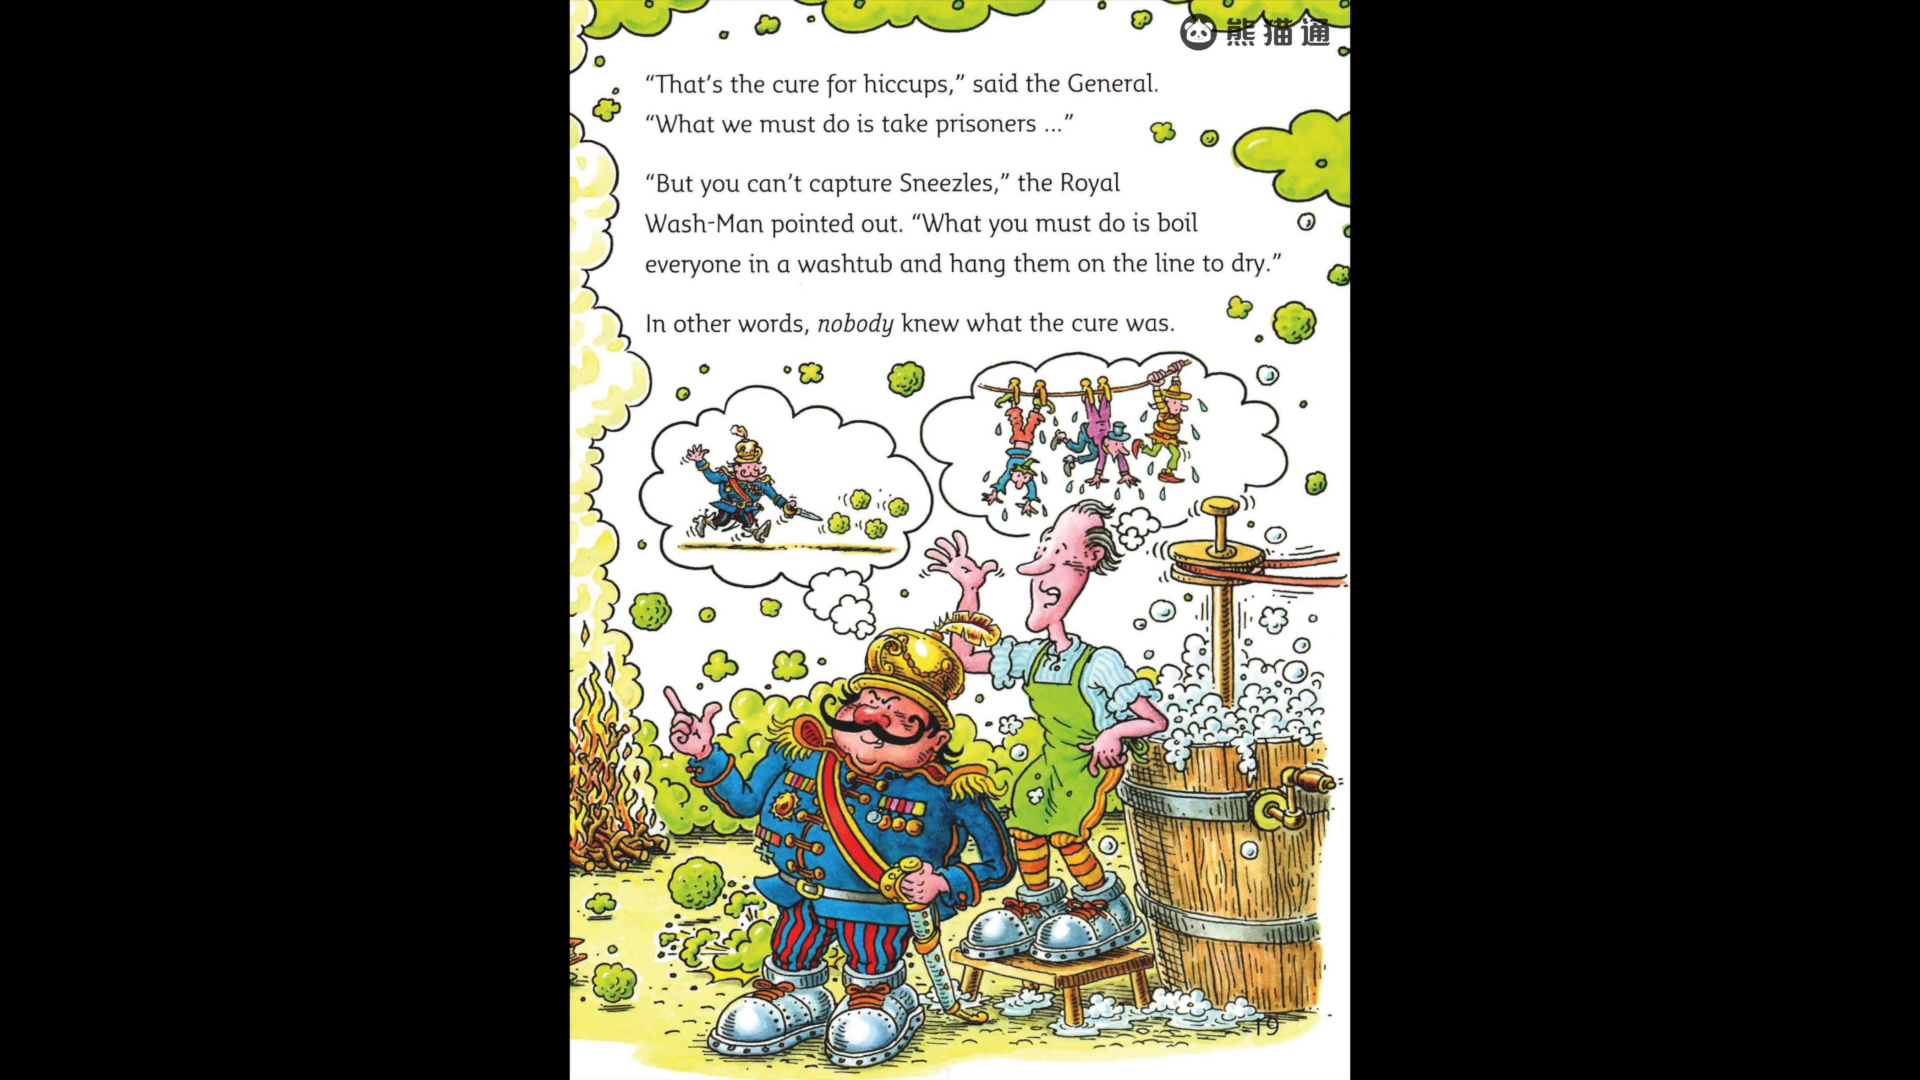 熊猫通
“That’s the cure for hiccups,” said the General.
“What we must do is take prisoners ...”
“But you can’t capture Sneezles,” the Royal
Wash-Man pointed out. “What you must do is boil
everyone in a washtub and hang them on the line to dry.”
In other words, nobody knew what the cure was.
19